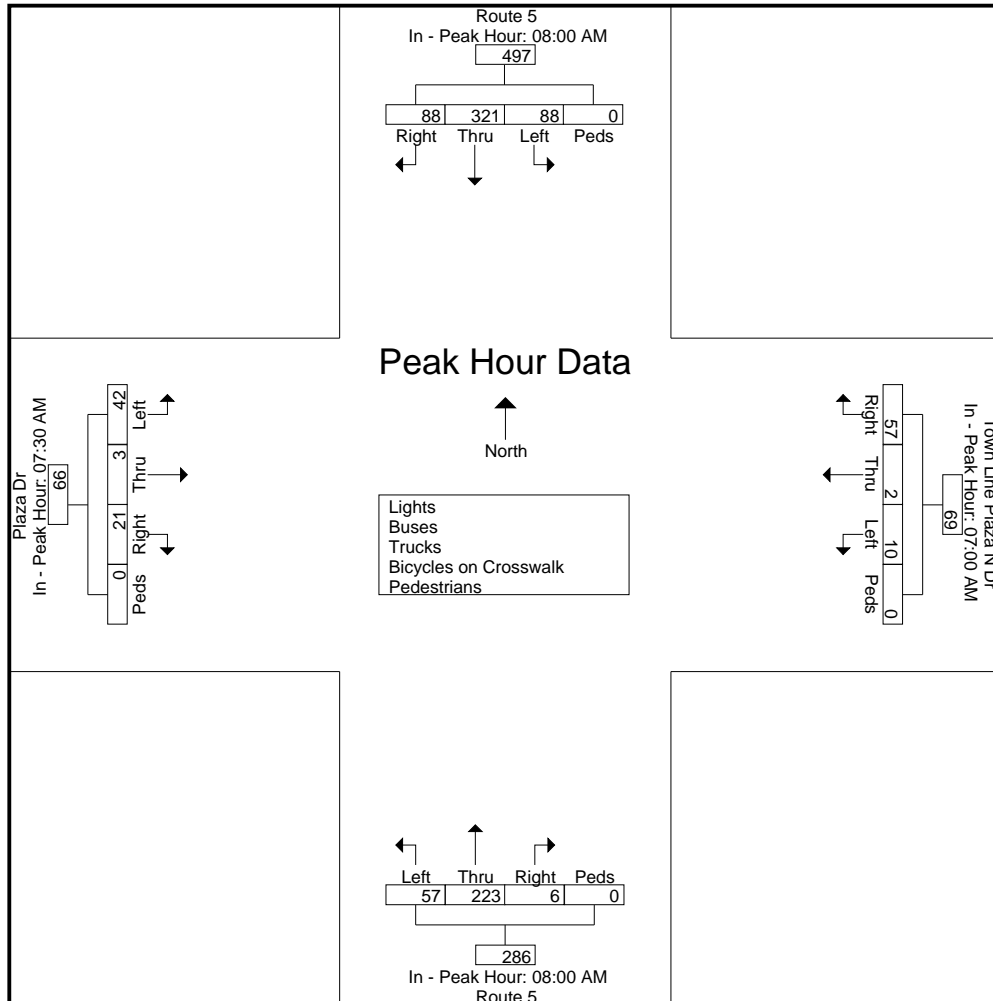 Route 5
In - Peak Hour: 08:00 AM
497
88 321 88 0
Right Thru Left Peds
Peak Hour Data
North
Lights
Buses
Trucks
Bicycles on Crosswalk
Pedestrians
Plaza Dr
In - Peak Hour: 07:30 AM
66
42 3 21 0
Left Thru Right Peds
Town Line Plaza N Dr
In - Peak Hour: 07:00 AM
69
57 2 10 0
Right Thru Left Peds
Left Thru Right Peds
57 223 6 0
286
In - Peak Hour: 08:00 AM
Route 5